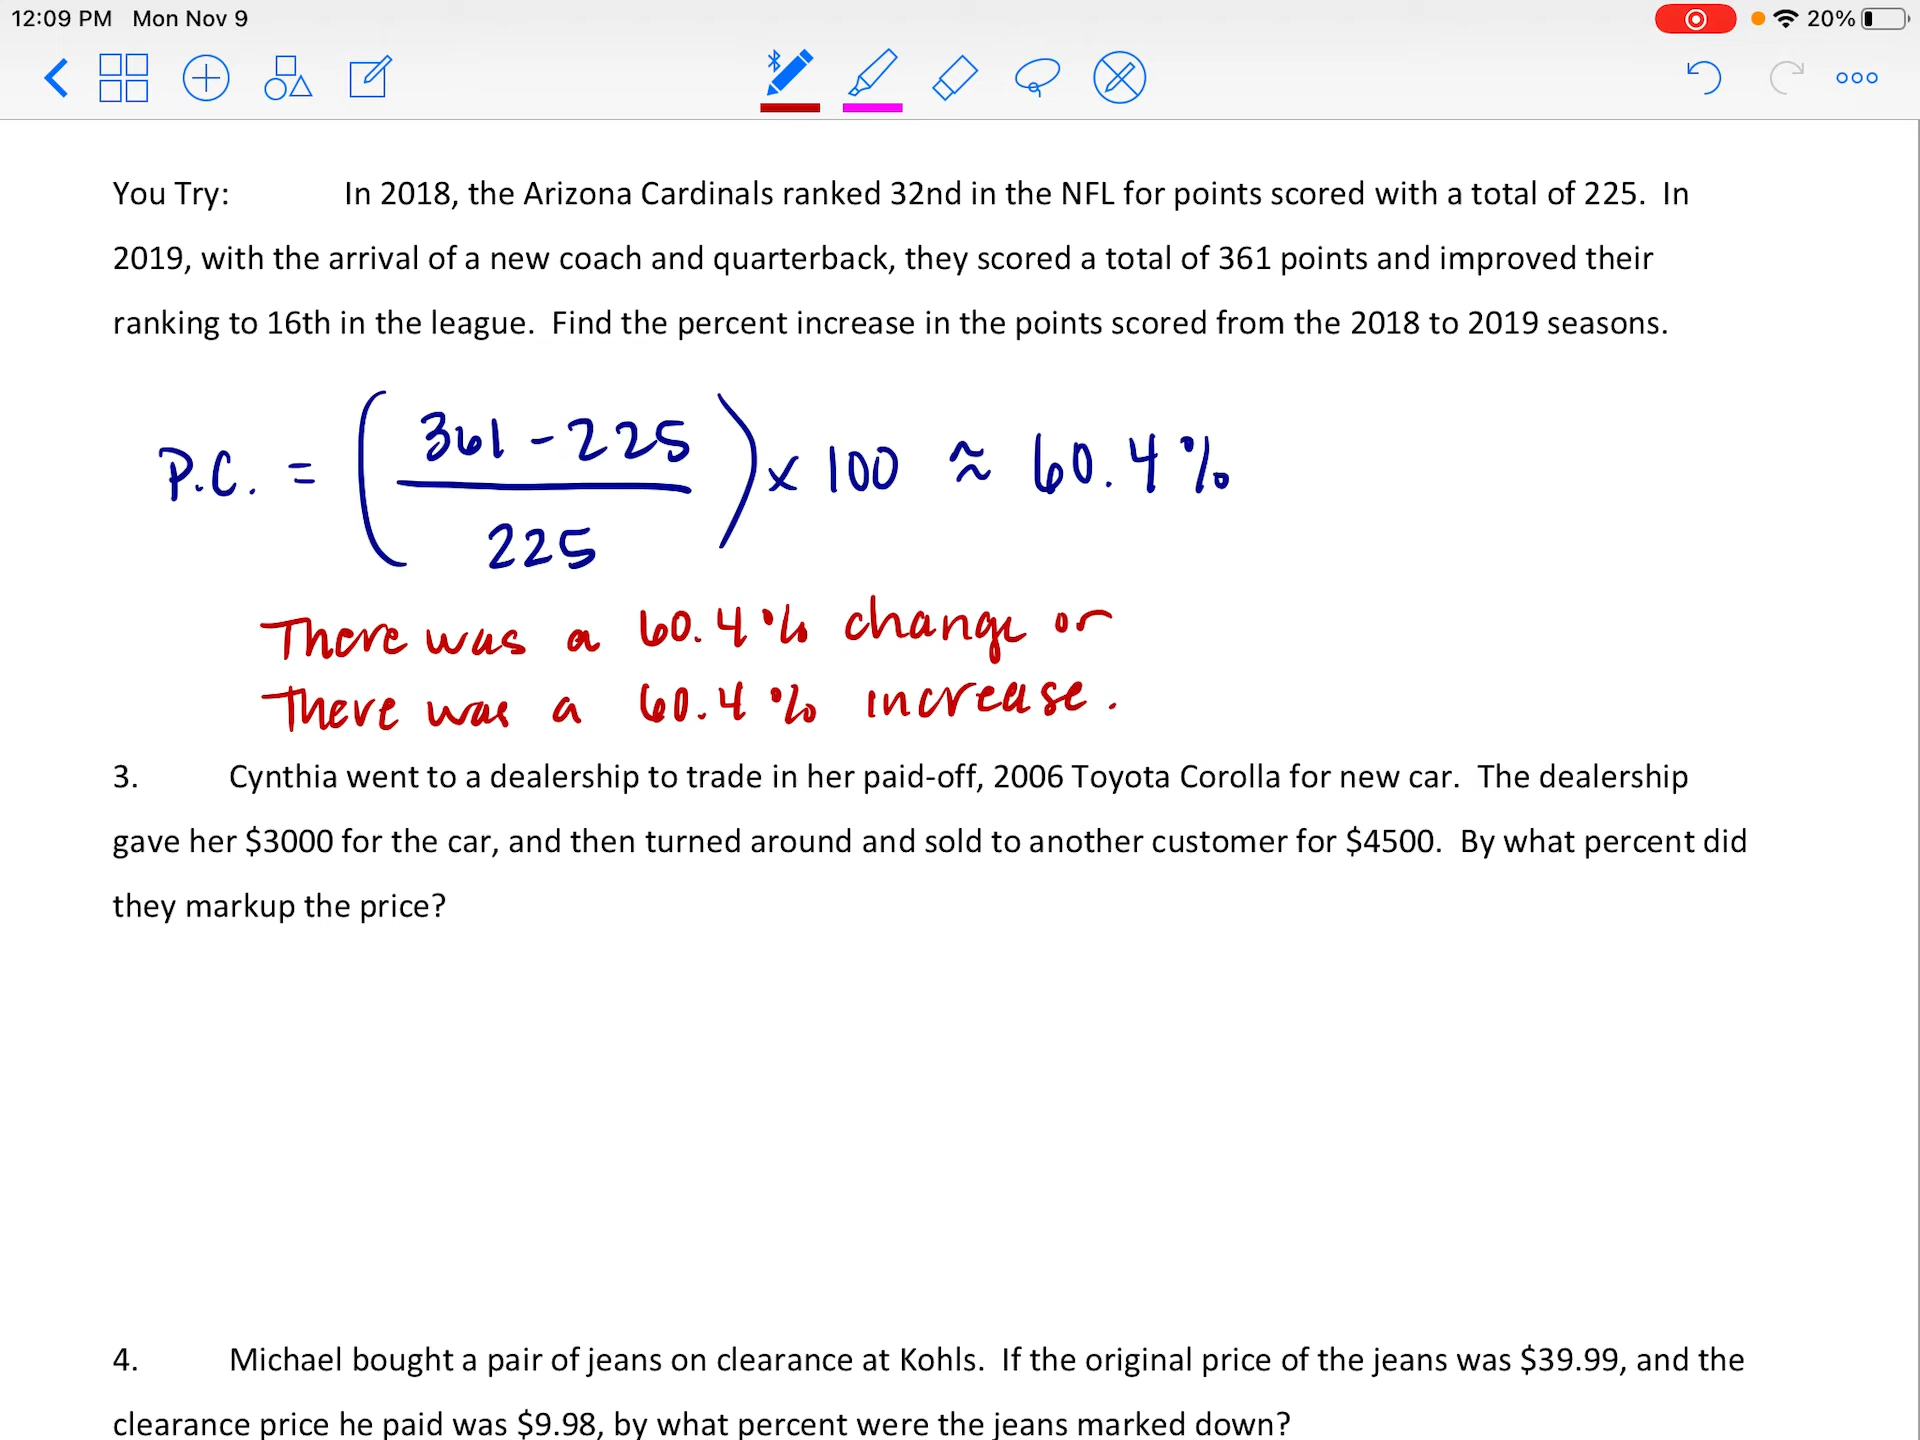 12:09 PM Mon Nov 9 20%
You Try: In 2018, the Arizona Cardinals ranked 32nd in the NFL for points scored with a total of 225. In
2019, with the arrival of a new coach and quarterback, they scored a total of 361 points and improved their
ranking to 16th in the league. Find the percent increase in the points scored from the 2018 to 2019 seasons.
P.C. = ( 361 - 225 / 225 ) x 100 ≈ 60.4%
There was a 60.4% change or
There was a 60.4% increase.
3. Cynthia went to a dealership to trade in her paid-off, 2006 Toyota Corolla for new car. The dealership
gave her $3000 for the car, and then turned around and sold to another customer for $4500. By what percent did
they markup the price?
4. Michael bought a pair of jeans on clearance at Kohls. If the original price of the jeans was $39.99, and the
clearance price he paid was $9.98, by what percent were the jeans marked down?